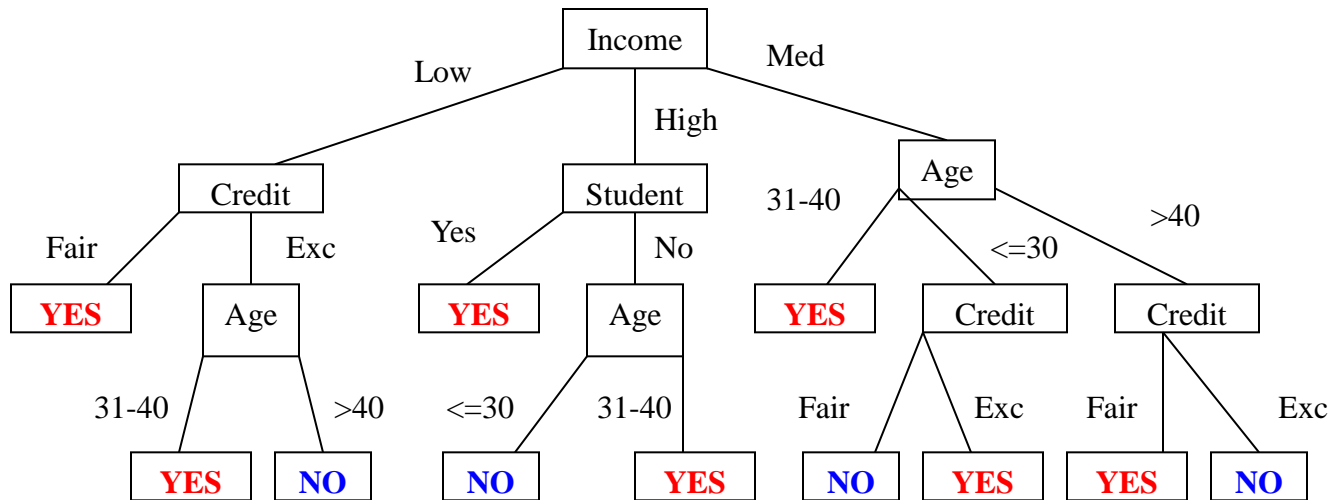 Income
Low
High
Med
Credit
Student
Age
Fair
Exc
Yes
No
31-40
<=30
>40
YES
Age
YES
Age
YES
Credit
Credit
31-40
>40
<=30
31-40
Fair
Exc
Fair
Exc
YES
NO
NO
YES
NO
YES
YES
NO